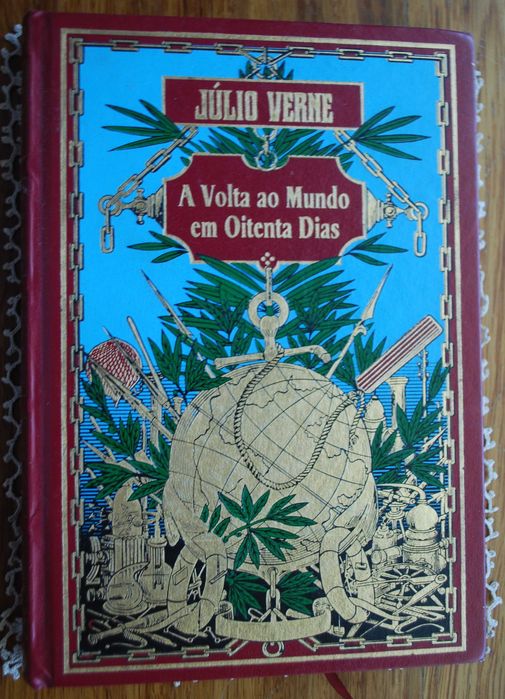 JÚLIO VERNE
A Volta ao Mundo
em Oitenta Dias